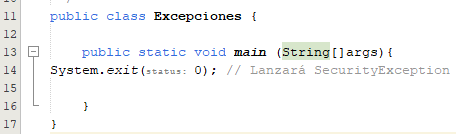 11 public class Excepciones {
12
13 public static void main (String[]args){
14 System.exit(status: 0); // Lanzará SecurityException
15
16 }
17 }